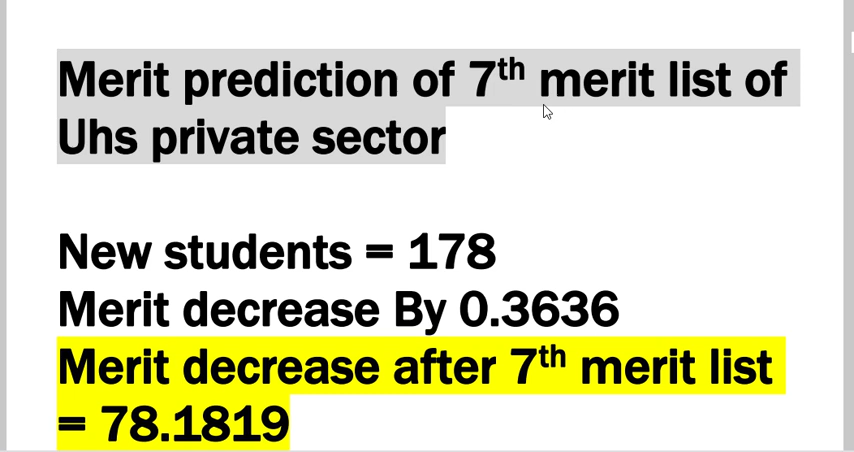 Merit prediction of 7th merit list of
Uhs private sector
New students = 178
Merit decrease By 0.3636
Merit decrease after 7th merit list
= 78.1819